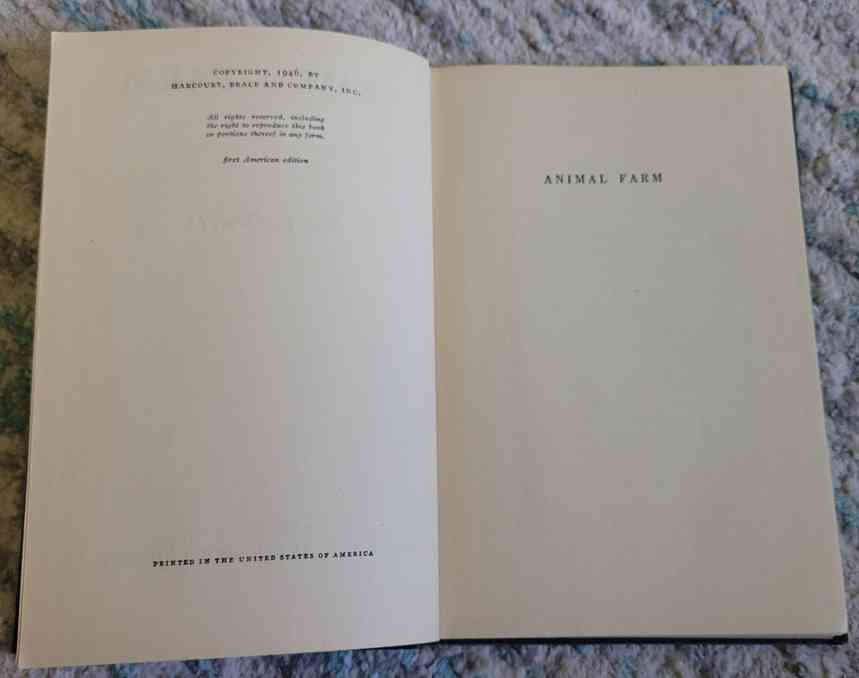 COPYRIGHT, 1946, BY
HARCOURT, BRACE AND COMPANY, INC.
All rights reserved, including
the right to reproduce this book
or portions thereof in any form.
first American edition
PRINTED IN THE UNITED STATES OF AMERICA
ANIMAL FARM